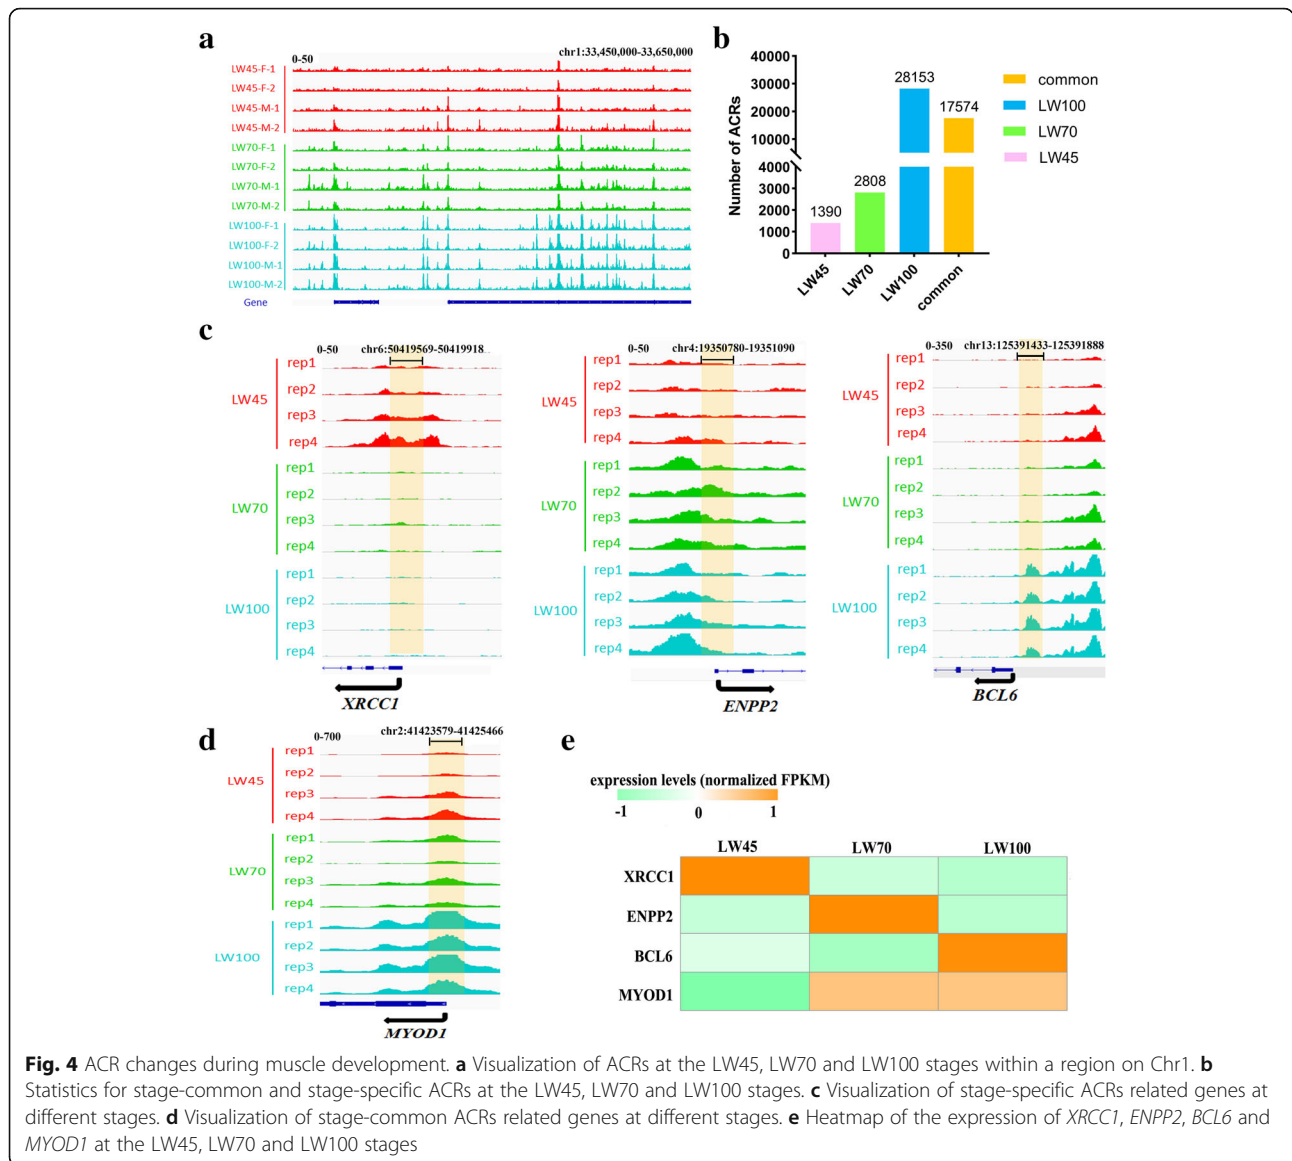 a
chr1:33,450,000-33,650,000
0-50
LW45-F-1
LW45-F-2
LW45-M-1
LW45-M-2
LW70-F-1
LW70-F-2
LW70-M-1
LW70-M-2
LW100-F-1
LW100-F-2
LW100-M-1
LW100-M-2
Gene
b
Number of ACRs
40000
30000
20000
10000
4000
3000
2000
1000
0
1390
2808
28153
17574
LW45
LW70
LW100
common
common
LW100
LW70
LW45
c
0-50 chr6:50419569-50419918
LW45
rep1
rep2
rep3
rep4
LW70
rep1
rep2
rep3
rep4
LW100
rep1
rep2
rep3
rep4
XRCC1
0-50 chr4:19350780-19351090
LW45
rep1
rep2
rep3
rep4
LW70
rep1
rep2
rep3
rep4
LW100
rep1
rep2
rep3
rep4
ENPP2
0-350 chr13:125391433-125391888
LW45
rep1
rep2
rep3
rep4
LW70
rep1
rep2
rep3
rep4
LW100
rep1
rep2
rep3
rep4
BCL6
d
0-700 chr2:41423579-41425466
LW45
rep1
rep2
rep3
rep4
LW70
rep1
rep2
rep3
rep4
LW100
rep1
rep2
rep3
rep4
MYOD1
e
expression levels (normalized FPKM)
-1 0 1
LW45 LW70 LW100
XRCC1
ENPP2
BCL6
MYOD1
Fig. 4 ACR changes during muscle development. a Visualization of ACRs at the LW45, LW70 and LW100 stages within a region on Chr1. b
Statistics for stage-common and stage-specific ACRs at the LW45, LW70 and LW100 stages. c Visualization of stage-specific ACRs related genes at
different stages. d Visualization of stage-common ACRs related genes at different stages. e Heatmap of the expression of XRCC1, ENPP2, BCL6 and
MYOD1 at the LW45, LW70 and LW100 stages